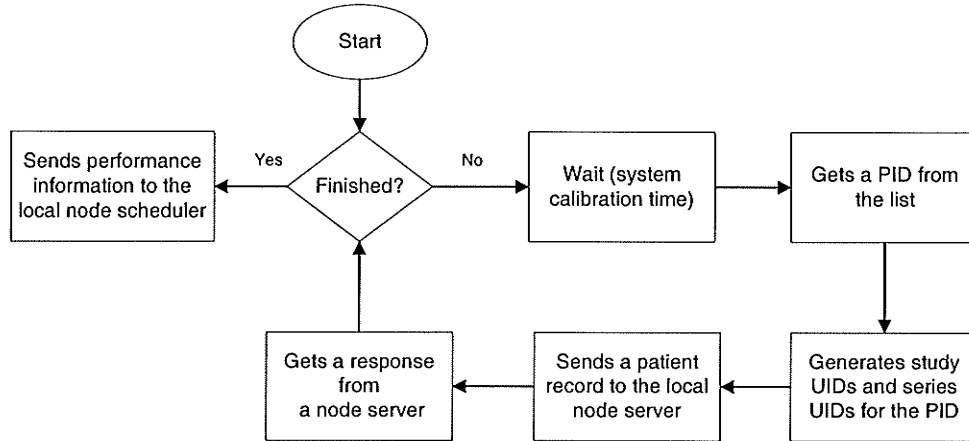 Start
Yes
No
Sends performance
information to the
local node scheduler
Finished?
Wait (system
calibration time)
Gets a PID from
the list
Gets a response
from
a node server
Sends a patient
record to the local
node server
Generates study
UIDs and series
UIDs for the PID